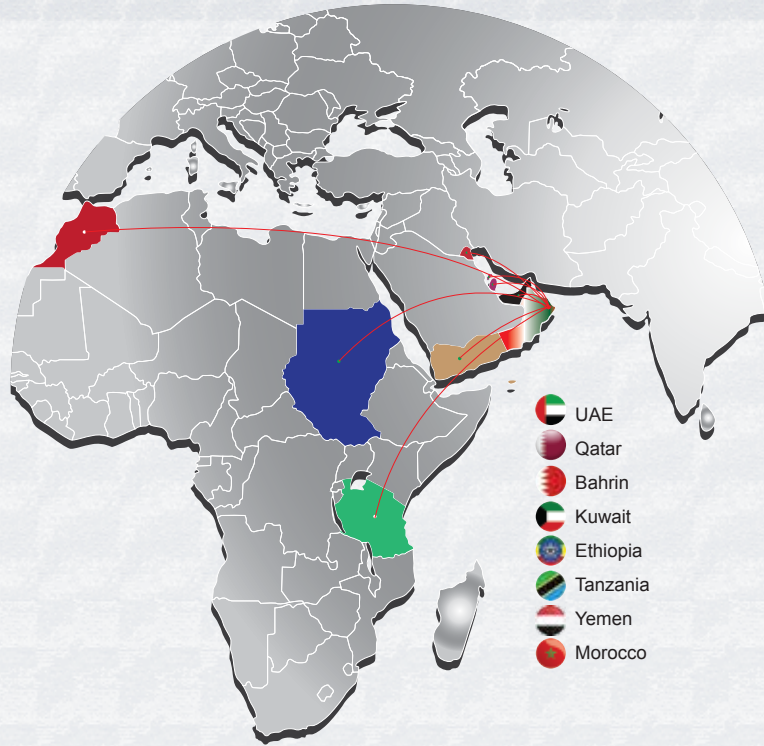 UAE
Qatar
Bahrin
Kuwait
Ethiopia
Tanzania
Yemen
Morocco